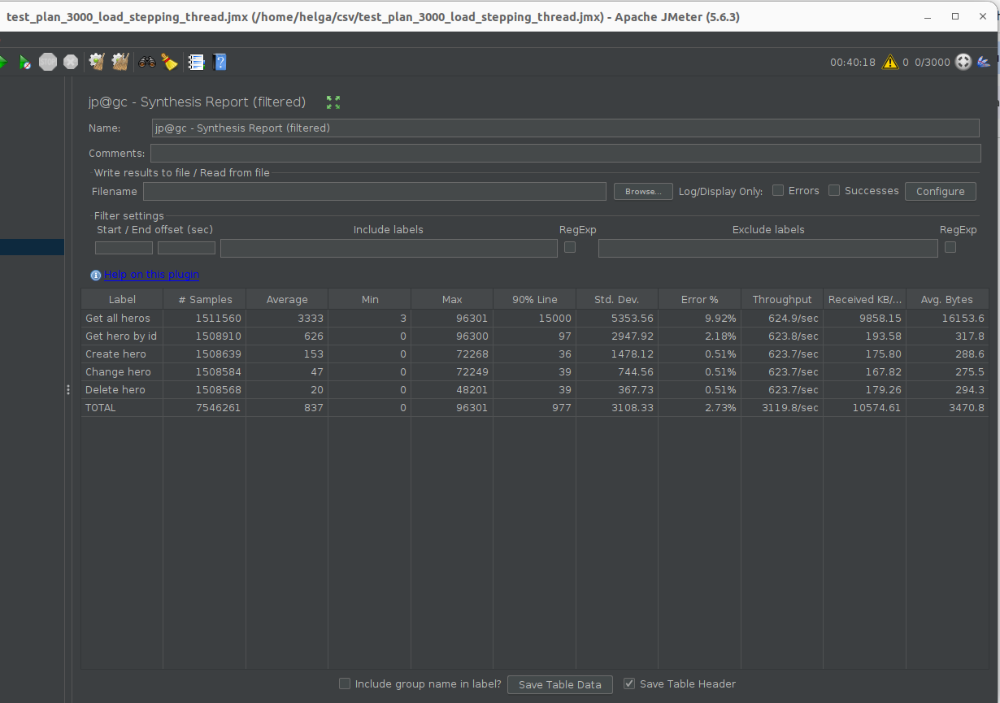 test_plan_3000_load_stepping_thread.jmx (/home/helga/csv/test_plan_3000_load_stepping_thread.jmx) - Apache JMeter (5.6.3)
STOP 00:40:18 0 0/3000
jp@gc - Synthesis Report (filtered)
Name: jp@gc - Synthesis Report (filtered)
Comments:
Write results to file / Read from file
Filename Browse... Log/Display Only: Errors Successes Configure
Filter settings
Start / End offset (sec) Include labels RegExp Exclude labels RegExp
Help on this plugin
Label # Samples Average Min Max 90% Line Std. Dev. Error % Throughput Received KB/... Avg. Bytes
Get all heros 1511560 3333 3 96301 15000 5353.56 9.92% 624.9/sec 9858.15 16153.6
Get hero by id 1508910 626 0 96300 97 2947.92 2.18% 623.8/sec 193.58 317.8
Create hero 1508639 153 0 72268 36 1478.12 0.51% 623.7/sec 175.80 288.6
Change hero 1508584 47 0 72249 39 744.56 0.51% 623.7/sec 167.82 275.5
Delete hero 1508568 20 0 48201 39 367.73 0.51% 623.7/sec 179.26 294.3
TOTAL 7546261 837 0 96301 977 3108.33 2.73% 3119.8/sec 10574.61 3470.8
Include group name in label? Save Table Data Save Table Header